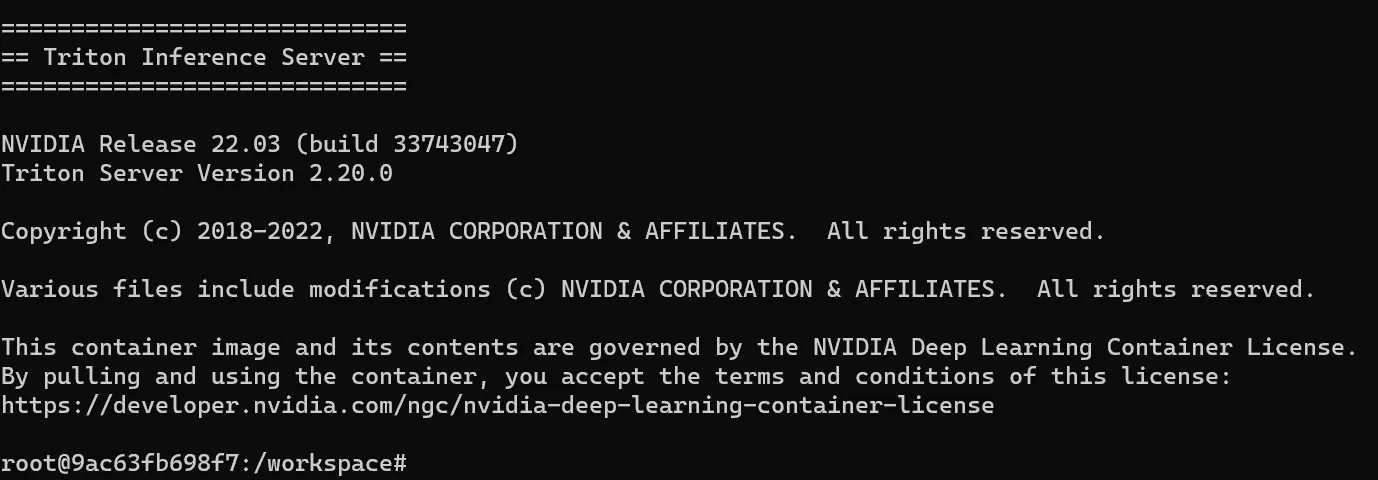 =============================
== Triton Inference Server ==
=============================
NVIDIA Release 22.03 (build 33743047)
Triton Server Version 2.20.0
Copyright (c) 2018-2022, NVIDIA CORPORATION & AFFILIATES.  All rights reserved.
Various files include modifications (c) NVIDIA CORPORATION & AFFILIATES.  All rights reserved.
This container image and its contents are governed by the NVIDIA Deep Learning Container License.
By pulling and using the container, you accept the terms and conditions of this license:
https://developer.nvidia.com/ngc/nvidia-deep-learning-container-license
root@9ac63fb698f7:/workspace#